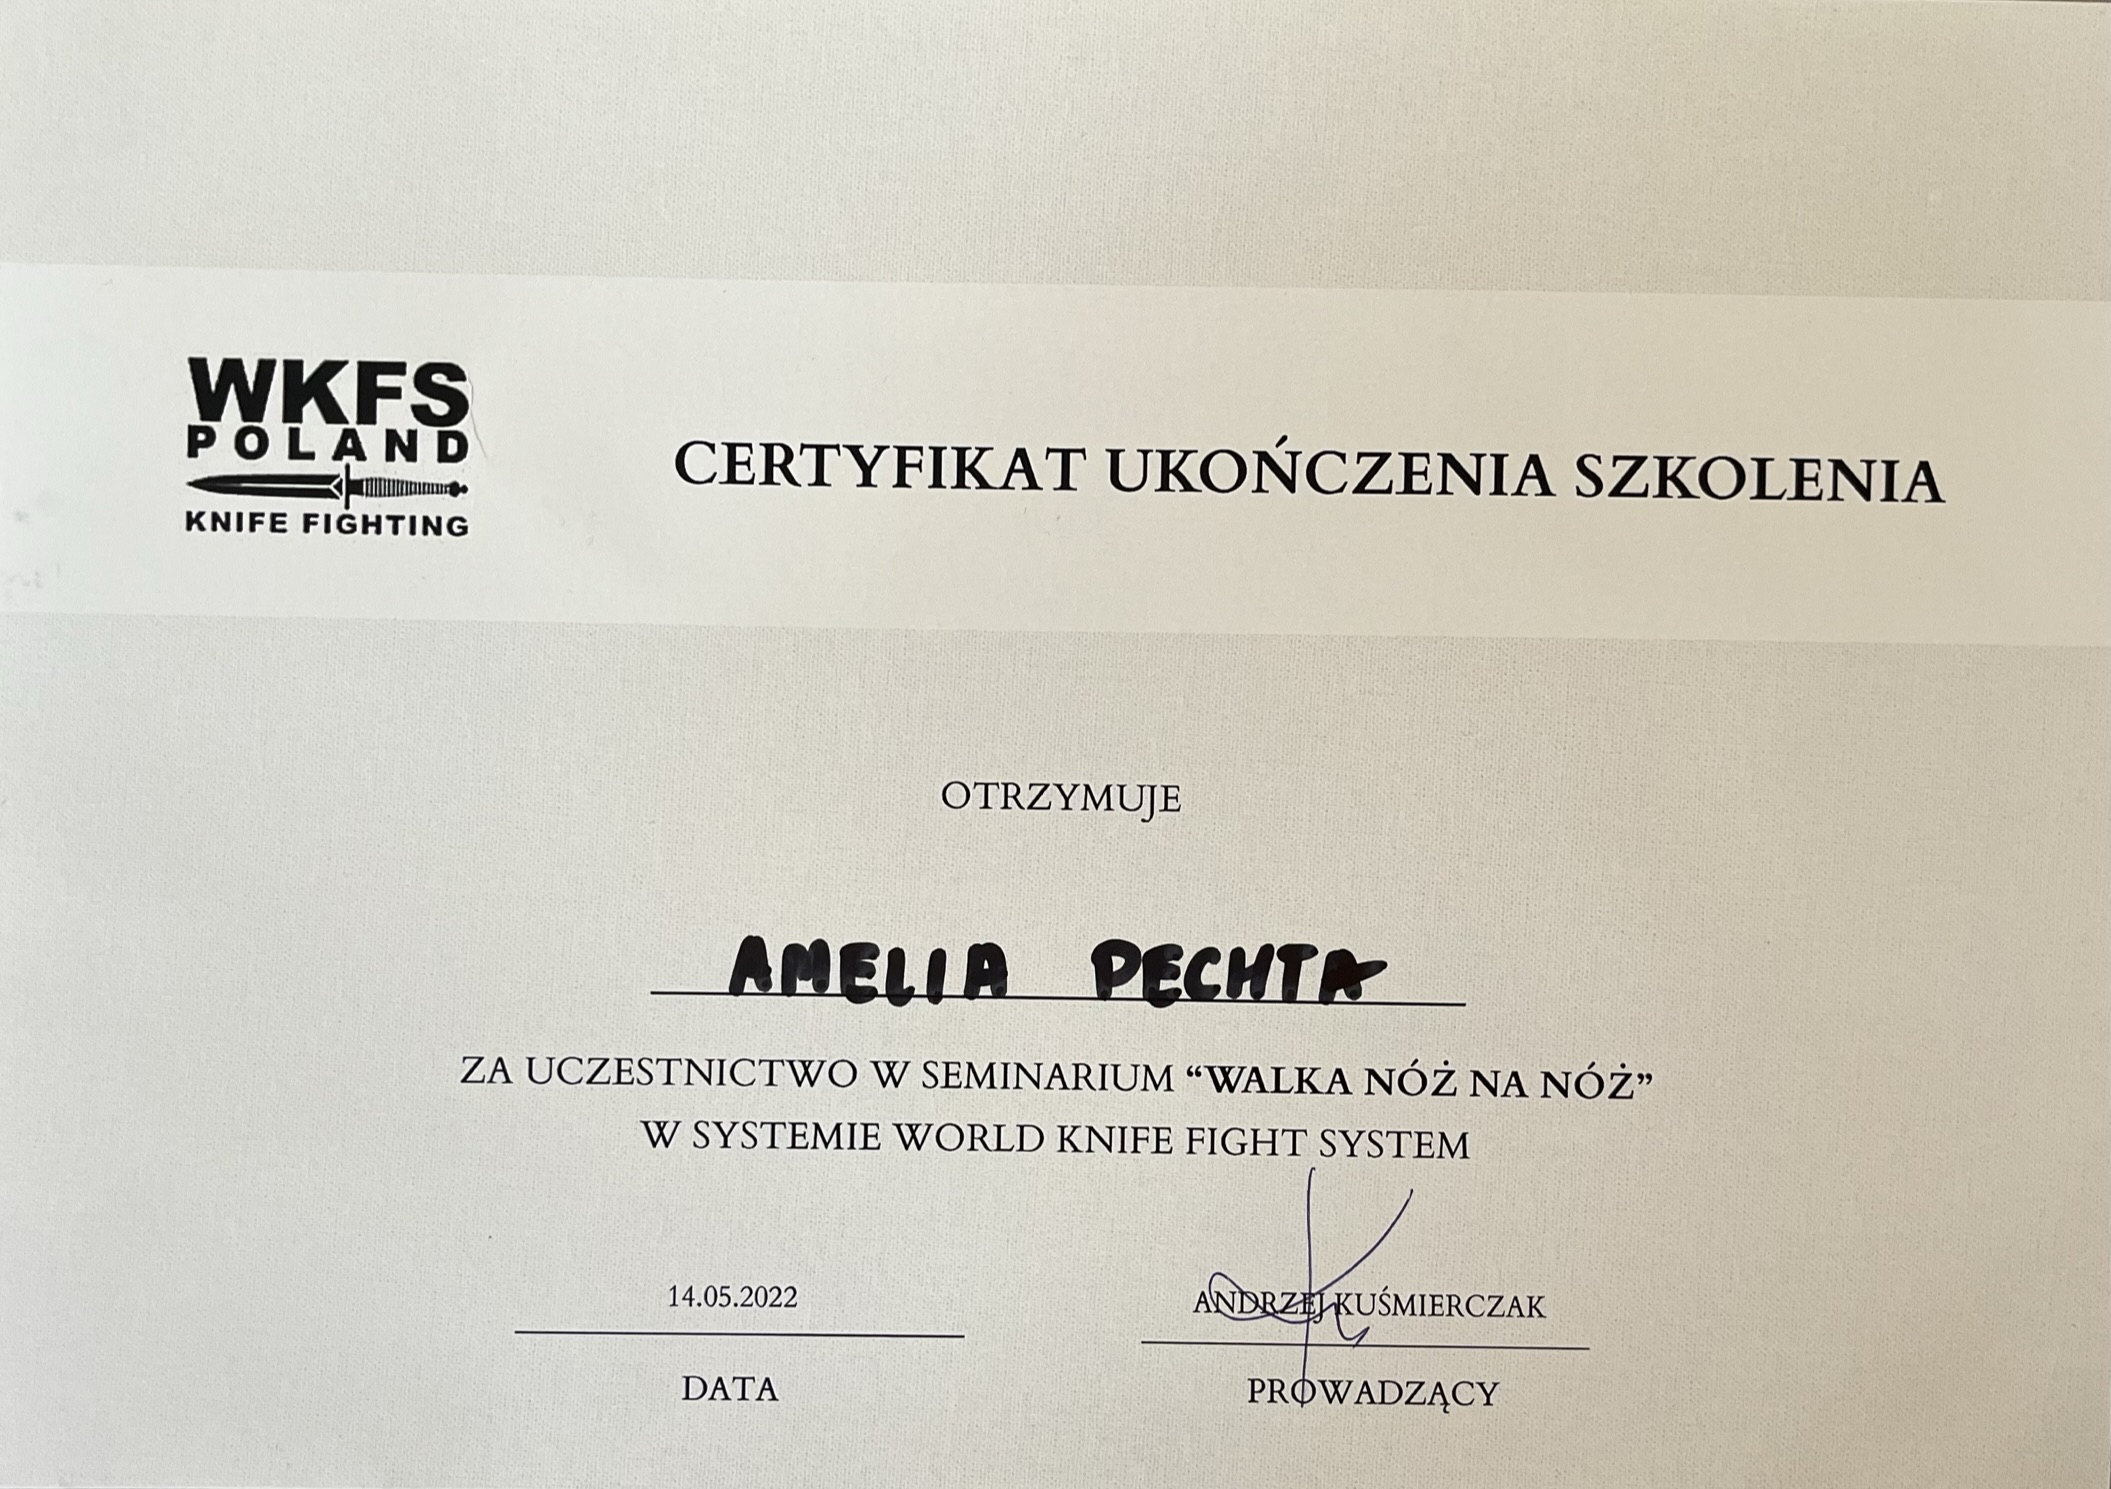 WKFS
POLAND
KNIFE FIGHTING
CERTYFIKAT UKOŃCZENIA SZKOLENIA
OTRZYMUJE
AMELIA PECHTA
ZA UCZESTNICTWO W SEMINARIUM “WALKA NÓŻ NA NÓŻ”
W SYSTEMIE WORLD KNIFE FIGHT SYSTEM
14.05.2022
DATA
ANDRZEJ KUŚMIERCZAK
PROWADZĄCY